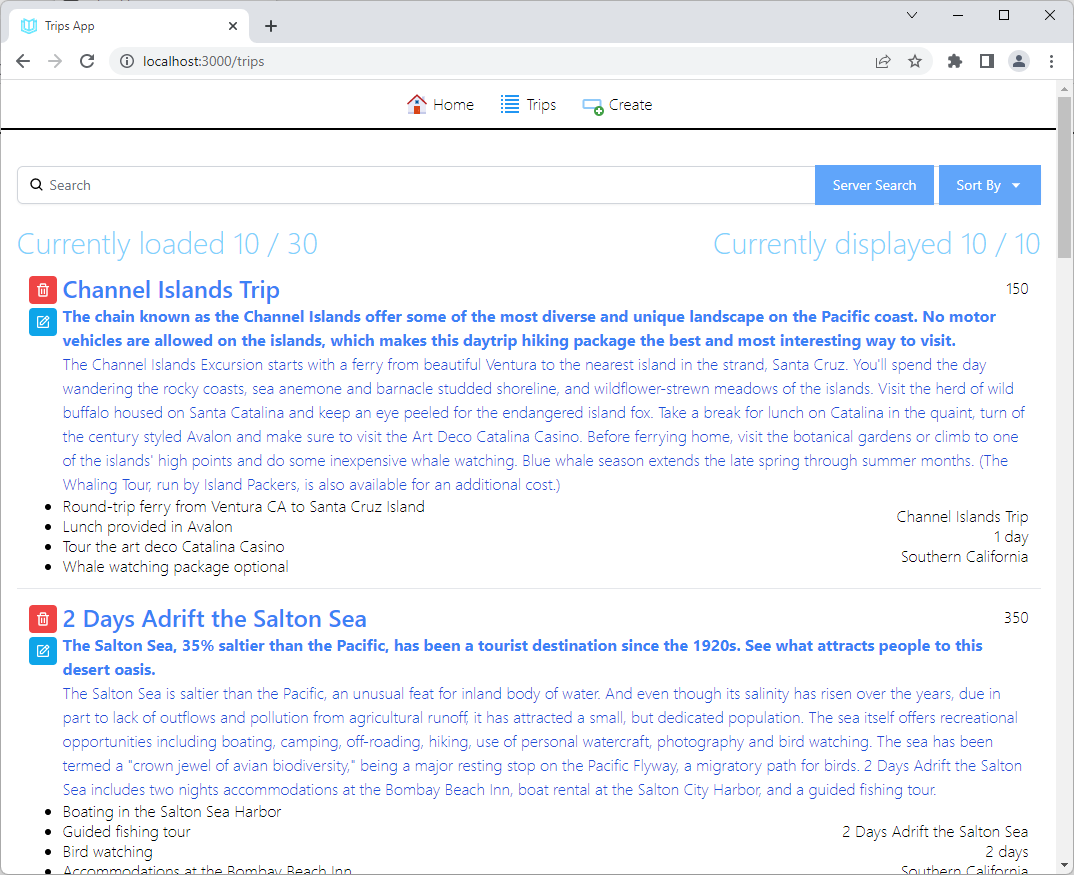 Trips App
localhost:3000/trips
Home Trips Create
Search Server Search Sort By
Currently loaded 10 / 30 Currently displayed 10 / 10
Channel Islands Trip 150
The chain known as the Channel Islands offer some of the most diverse and unique landscape on the Pacific coast. No motor
vehicles are allowed on the islands, which makes this daytrip hiking package the best and most interesting way to visit.
The Channel Islands Excursion starts with a ferry from beautiful Ventura to the nearest island in the strand, Santa Cruz. You'll spend the day
wandering the rocky coasts, sea anemone and barnacle studded shoreline, and wildflower-strewn meadows of the islands. Visit the herd of wild
buffalo housed on Santa Catalina and keep an eye peeled for the endangered island fox. Take a break for lunch on Catalina in the quaint, turn of
the century styled Avalon and make sure to visit the Art Deco Catalina Casino. Before ferrying home, visit the botanical gardens or climb to one
of the islands' high points and do some inexpensive whale watching. Blue whale season extends the late spring through summer months. (The
Whaling Tour, run by Island Packers, is also available for an additional cost.)
Round-trip ferry from Ventura CA to Santa Cruz Island
Lunch provided in Avalon
Tour the art deco Catalina Casino
Whale watching package optional
Channel Islands Trip
1 day
Southern California
2 Days Adrift the Salton Sea 350
The Salton Sea, 35% saltier than the Pacific, has been a tourist destination since the 1920s. See what attracts people to this
desert oasis.
The Salton Sea is saltier than the Pacific, an unusual feat for inland body of water. And even though its salinity has risen over the years, due in
part to lack of outflows and pollution from agricultural runoff, it has attracted a small, but dedicated population. The sea itself offers recreational
opportunities including boating, camping, off-roading, hiking, use of personal watercraft, photography and bird watching. The sea has been
termed a "crown jewel of avian biodiversity," being a major resting stop on the Pacific Flyway, a migratory path for birds. 2 Days Adrift the Salton
Sea includes two nights accommodations at the Bombay Beach Inn, boat rental at the Salton City Harbor, and a guided fishing tour.
Boating in the Salton Sea Harbor
Guided fishing tour
Bird watching
Accommodations at the Bombay Beach Inn
2 Days Adrift the Salton Sea
2 days
Southern California